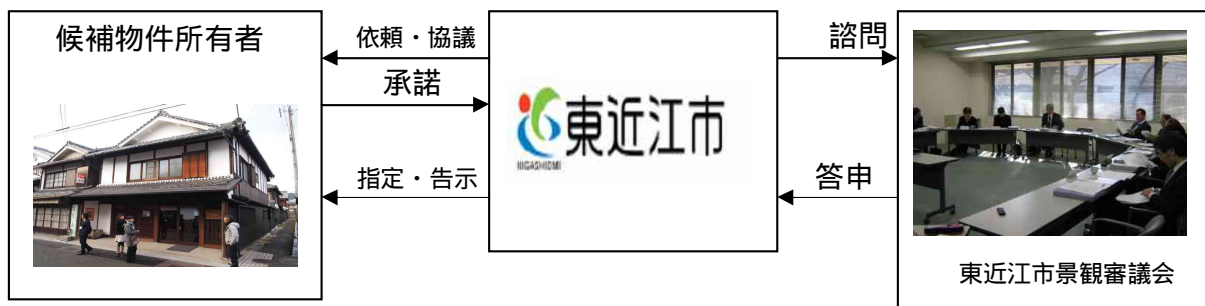 候補物件所有者
依頼・協議
承諾
指定・告示
東近江市
HIGASHIOMI
諮問
答申
東近江市景観審議会